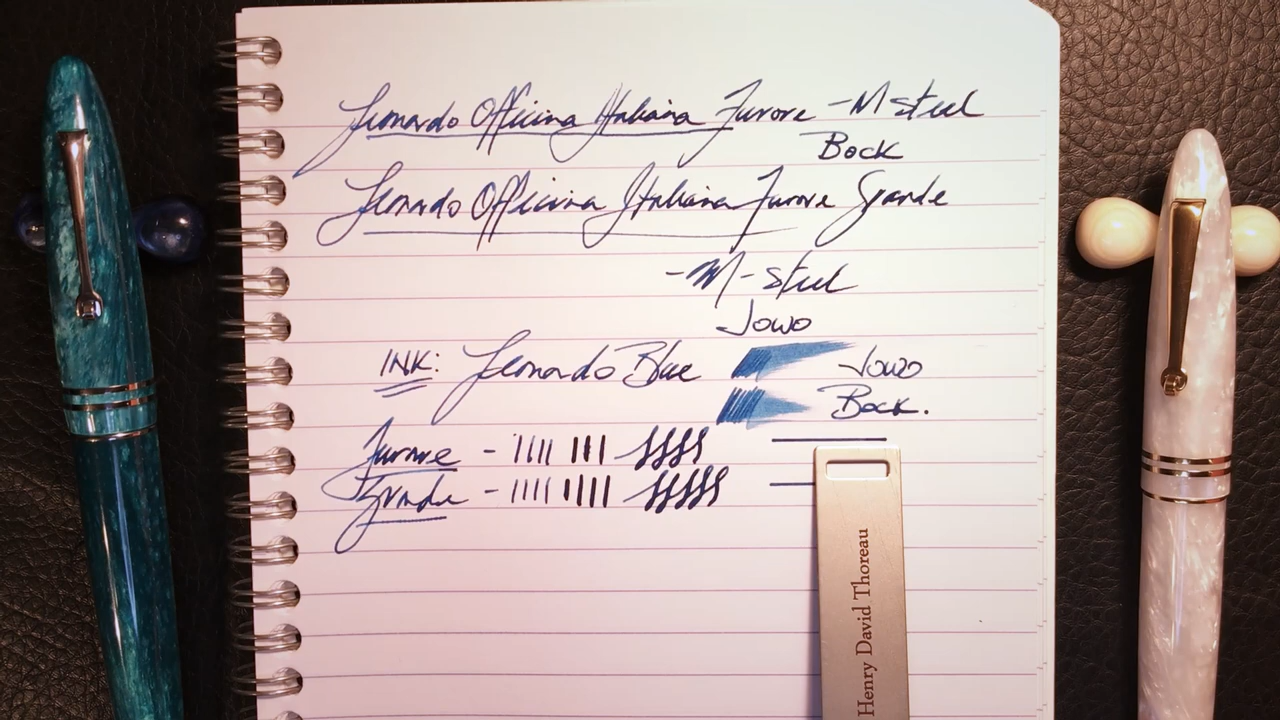 Leonardo Officina Italiana Furore - M Steel
Bock
Leonardo Officina Italiana Furore Grande
- M - Steel
Jowo
INK: Leonardo Blue
Jowo
Bock.
Furore -
Grande -
Henry David Thoreau